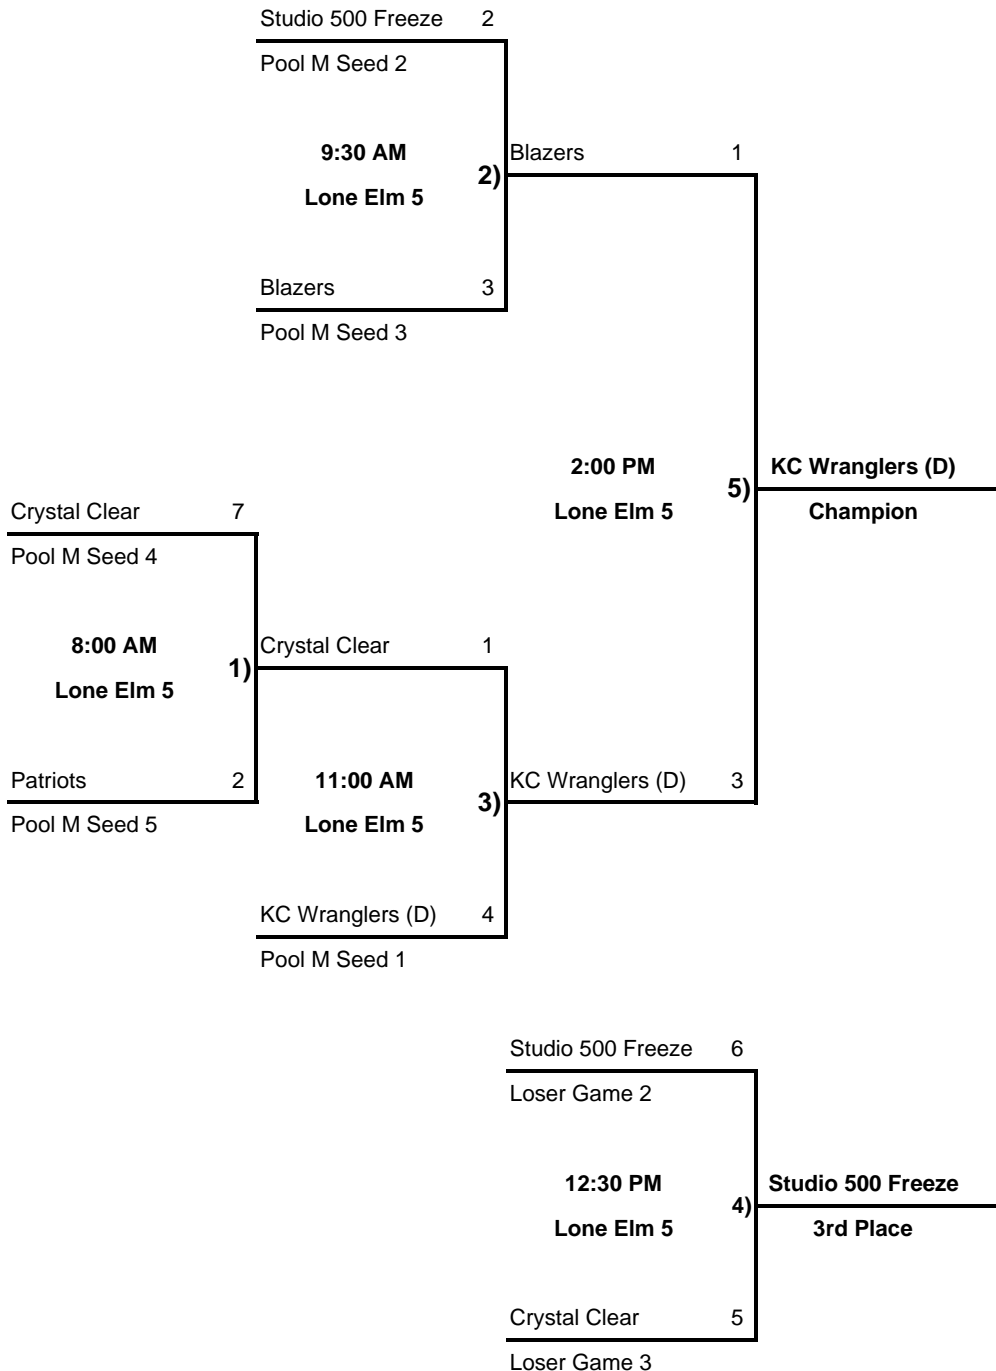 Studio 500 Freeze 2
Pool M Seed 2
9:30 AM
2)
Lone Elm 5
Blazers 1
Blazers 3
Pool M Seed 3
2:00 PM
5)
Lone Elm 5
KC Wranglers (D)
Champion
Crystal Clear 7
Pool M Seed 4
8:00 AM
1)
Lone Elm 5
Crystal Clear 1
Patriots 2
Pool M Seed 5
11:00 AM
3)
Lone Elm 5
KC Wranglers (D) 3
KC Wranglers (D) 4
Pool M Seed 1
Studio 500 Freeze 6
Loser Game 2
12:30 PM
4)
Lone Elm 5
Studio 500 Freeze
3rd Place
Crystal Clear 5
Loser Game 3